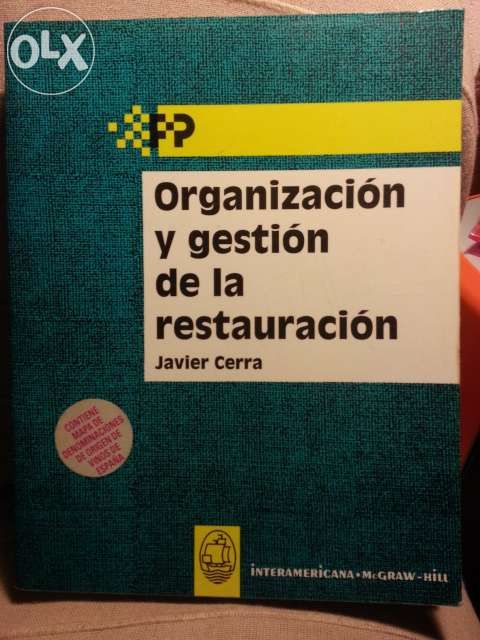 OLX
FP
Organización
y gestión
de la
restauración
Javier Cerra
CONTIENE
MAPA DE
DENOMINACIONES
DE ORIGEN DE
VINOS DE
ESPAÑA
INTERAMERICANA • McGRAW-HILL